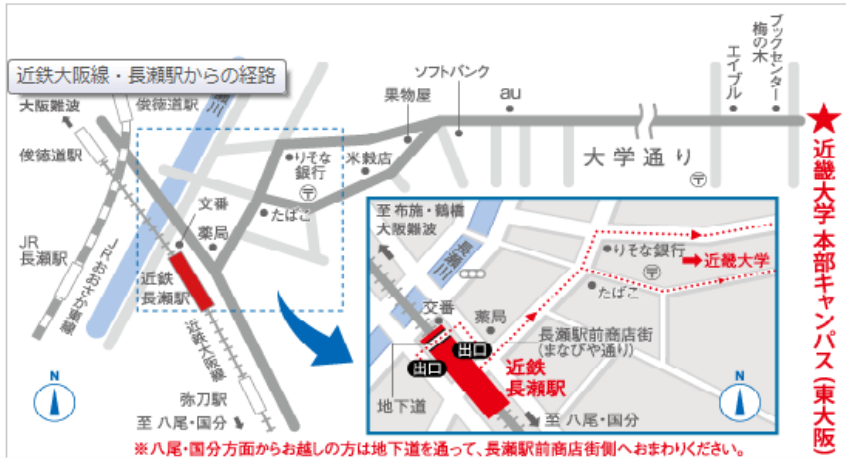 近鉄大阪線・長瀬駅からの経路
大阪難波
俊徳道駅
俊徳道駅
JR
長瀬駅
JRおおさか東線
文番
薬局
近鉄
長瀬駅
近鉄大阪線
弥刀駅
至 八尾・国分
N
りそな
銀行
〒
たばこ
米穀店
果物屋
ソフトバンク
au
大学通り
〒
エイブル
ブックセンター
梅の木
★近畿大学 本部キャンパス(東大阪)
至 布施・鶴橋
大阪難波
長瀬川
りそな銀行
〒
近畿大学
たばこ
交番
薬局
長瀬駅前商店街
(まなびや通り)
出口
出口
近鉄
長瀬駅
地下道
至 八尾・国分
N
※八尾・国分方面からお越しの方は地下道を通って、長瀬駅前商店街側へおまわりください。